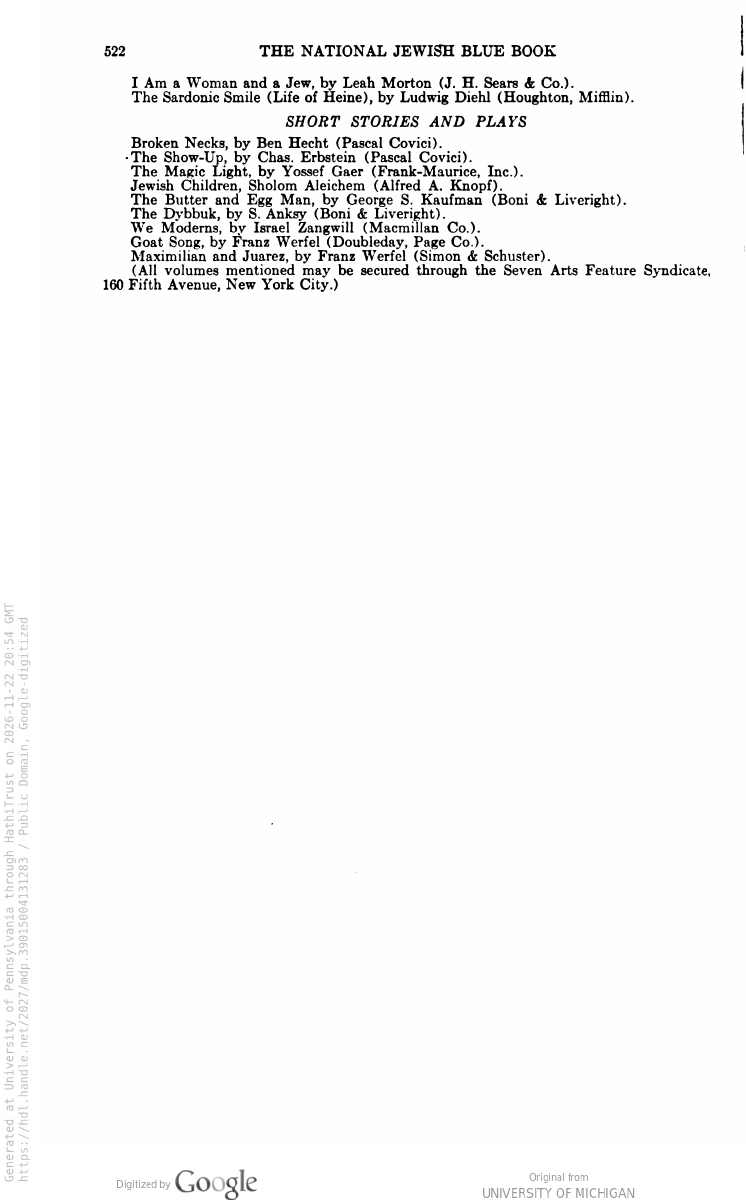 522 THE NATIONAL JEWISH BLUE BOOK
I Am a Woman and a Jew, by Leah Morton (J. H. Sears & Co.).
The Sardonic Smile (Life of Heine), by Ludwig Diehl (Houghton, Mifflin).
SHORT STORIES AND PLAYS
Broken Necks, by Ben Hecht (Pascal Covici).
The Show-Up, by Chas. Erbstein (Pascal Covici).
The Magic Light, by Yossef Gaer (Frank-Maurice, Inc.).
Jewish Children, Sholom Aleichem (Alfred A. Knopf).
The Butter and Egg Man, by George S. Kaufman (Boni & Liveright).
The Dybbuk, by S. Anksy (Boni & Liveright).
We Moderns, by Israel Zangwill (Macmillan Co.).
Goat Song, by Franz Werfel (Doubleday, Page Co.).
Maximilian and Juarez, by Franz Werfel (Simon & Schuster).
(All volumes mentioned may be secured through the Seven Arts Feature Syndicate,
160 Fifth Avenue, New York City.)
Generated at University of Pennsylvania through HathiTrust on 2026-11-22 20:54 GMT
https://hdl.handle.net/2027/mdp.39015004131283 / Public Domain, Google-digitized
Digitized by Google
Original from
UNIVERSITY OF MICHIGAN